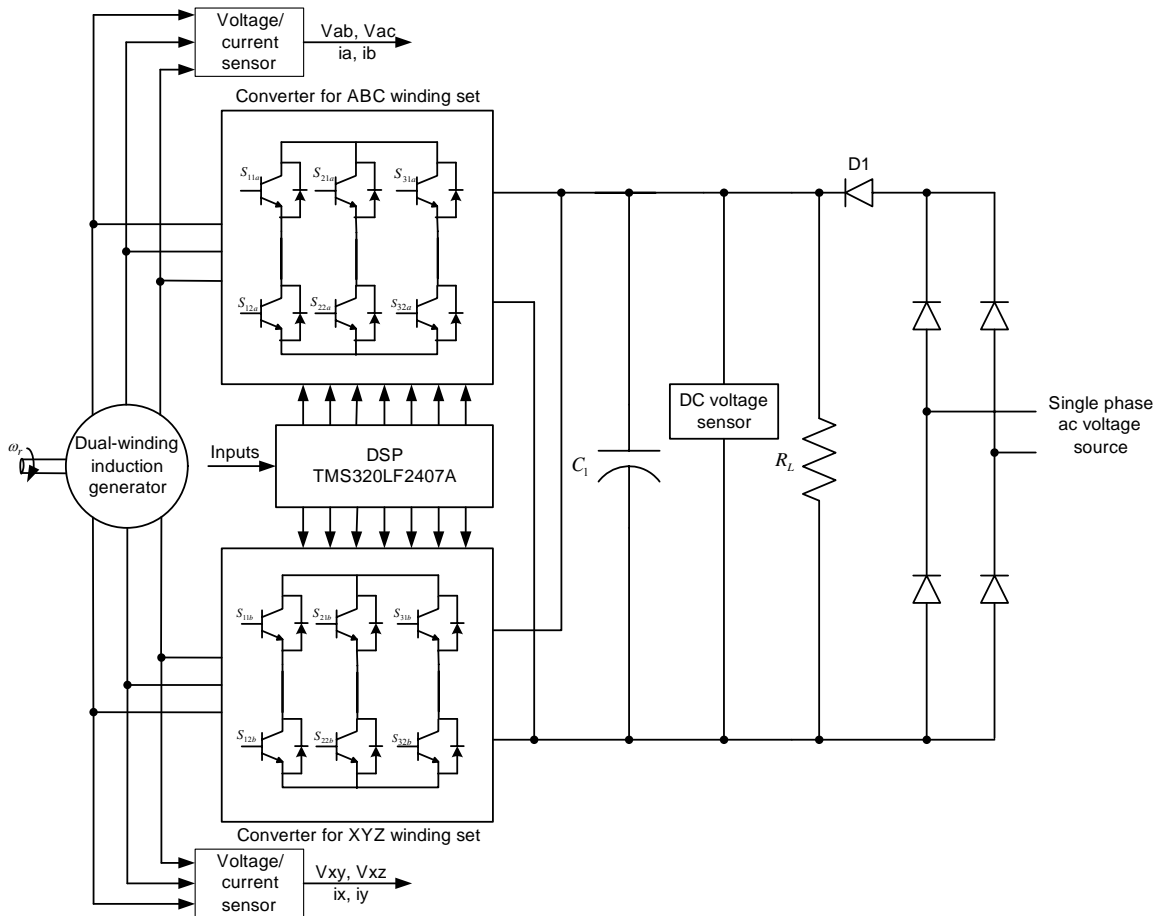 Voltage/
current
sensor
Vab, Vac
ia, ib
Converter for ABC winding set
S11a
S21a
S31a
S12a
S22a
S32a
D1
Dual-winding
induction
generator
ωr
Inputs
DSP
TMS320LF2407A
C1
DC voltage
sensor
RL
Single phase
ac voltage
source
S11b
S21b
S31b
S12b
S22b
S32b
Converter for XYZ winding set
Voltage/
current
sensor
Vxy, Vxz
ix, iy